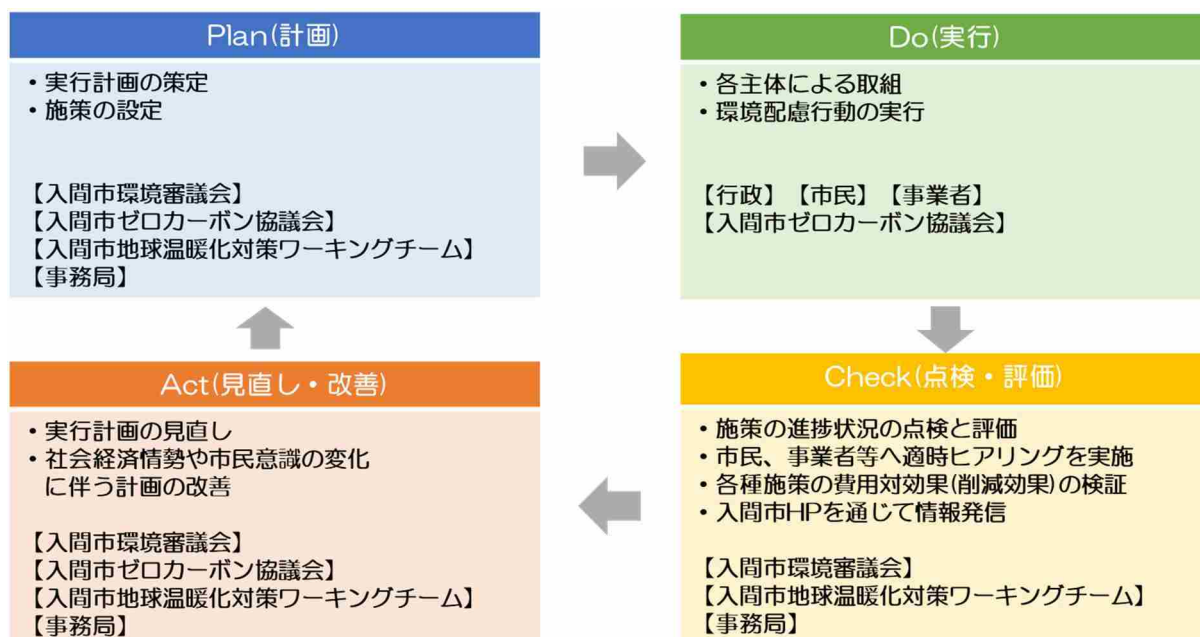 Plan(計画)
・実行計画の策定
・施策の設定
【入間市環境審議会】
【入間市ゼロカーボン協議会】
【入間市地球温暖化対策ワーキングチーム】
【事務局】
Do(実行)
・各主体による取組
・環境配慮行動の実行
【行政】【市民】【事業者】
【入間市ゼロカーボン協議会】
Check(点検・評価)
・施策の進捗状況の点検と評価
・市民、事業者等へ適時ヒアリングを実施
・各種施策の費用対効果(削減効果)の検証
・入間市HPを通じて情報発信
【入間市環境審議会】
【入間市地球温暖化対策ワーキングチーム】
【事務局】
Act(見直し・改善)
・実行計画の見直し
・社会経済情勢や市民意識の変化
に伴う計画の改善
【入間市環境審議会】
【入間市ゼロカーボン協議会】
【入間市地球温暖化対策ワーキングチーム】
【事務局】